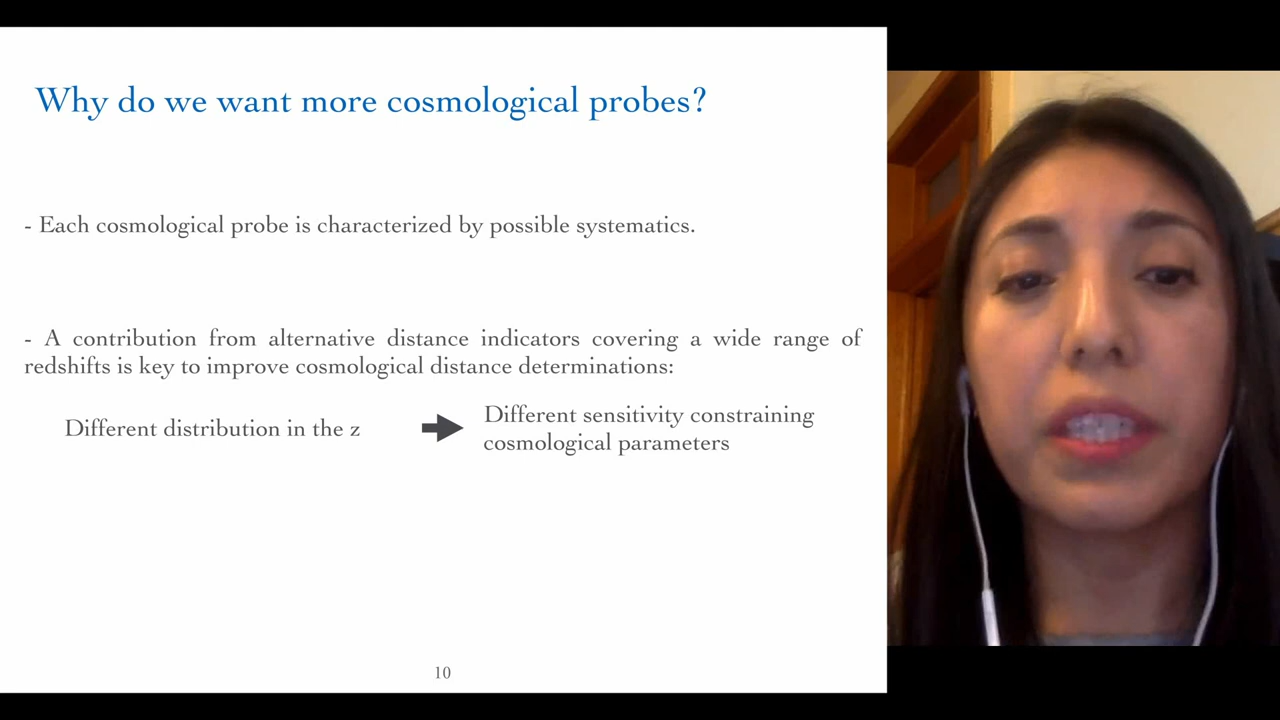 Why do we want more cosmological probes?
- Each cosmological probe is characterized by possible systematics.
- A contribution from alternative distance indicators covering a wide range of
redshifts is key to improve cosmological distance determinations:
Different distribution in the z
Different sensitivity constraining
cosmological parameters
10